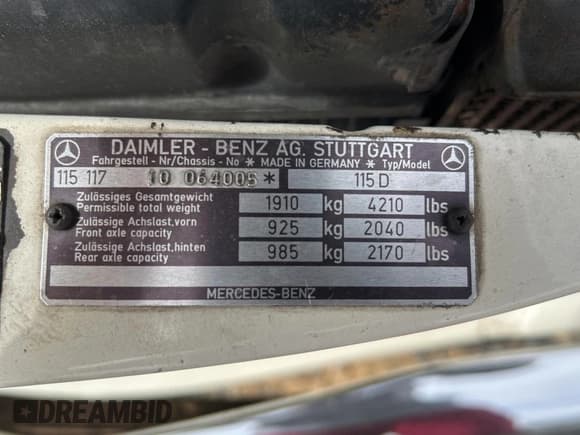 DAIMLER - BENZ AG. STUTTGART
Fahrgestell - Nr/Chassis - No * MADE IN GERMANY * Typ/Model
115 117 10 064005 * 115 D
Zulässiges Gesamtgewicht
Permissible total weight 1910 kg 4210 lbs
Zulässige Achslast,vorn
Front axle capacity 925 kg 2040 lbs
Zulässige Achslast,hinten
Rear axle capacity 985 kg 2170 lbs
MERCEDES-BENZ
DREAMBID